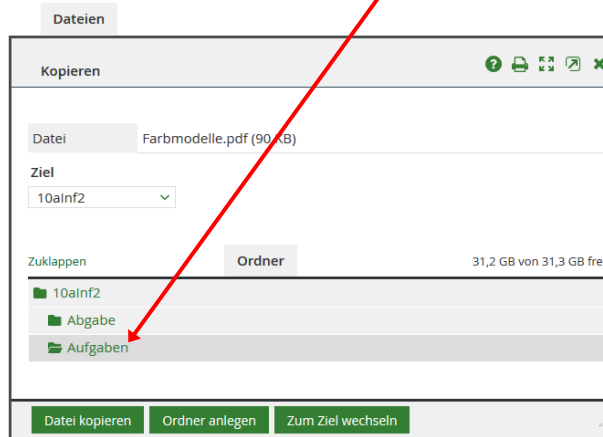 Dateien
Kopieren
Datei Farbmodelle.pdf (90 KB)
Ziel
10aInf2
Zuklappen Ordner 31,2 GB von 31,3 GB fre
10aInf2
Abgabe
Aufgaben
Datei kopieren Ordner anlegen Zum Ziel wechseln